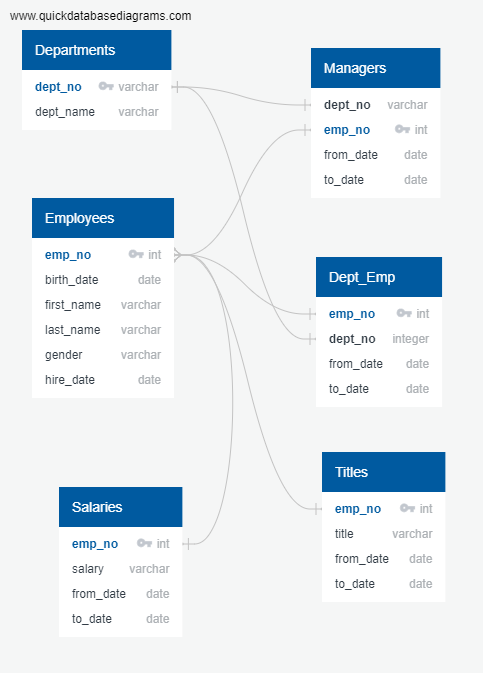 www.quickdatabasediagrams.com
Departments
dept_no varchar
dept_name varchar
Managers
dept_no varchar
emp_no int
from_date date
to_date date
Employees
emp_no int
birth_date date
first_name varchar
last_name varchar
gender varchar
hire_date date
Dept_Emp
emp_no int
dept_no integer
from_date date
to_date date
Titles
emp_no int
title varchar
from_date date
to_date date
Salaries
emp_no int
salary varchar
from_date date
to_date date